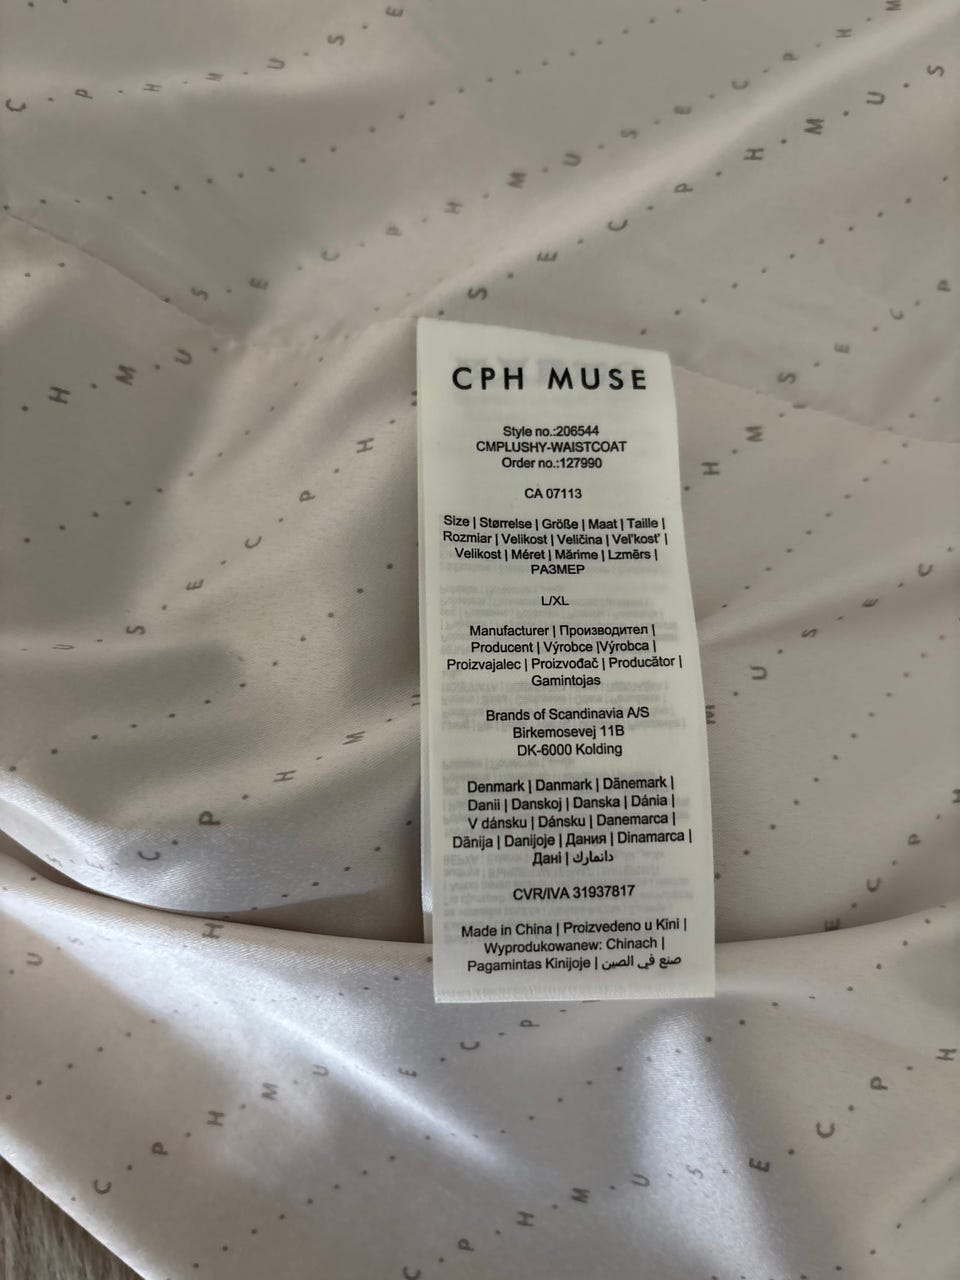 CPH MUSE
Style no.:206544
CMPLUSHY-WAISTCOAT
Order no.:127990
CA 07113
Size | Størrelse | Größe | Maat | Taille |
Rozmiar | Velikost | Veličina | Veľkosť |
Velikost | Méret | Mărime | Lzmērs |
РАЗМЕР
L/XL
Manufacturer | Производител |
Producent | Výrobce |Výrobca |
Proizvajalec | Proizvođač | Producător |
Gamintojas
Brands of Scandinavia A/S
Birkemosevej 11B
DK-6000 Kolding
Denmark | Danmark | Dänemark |
Danii | Danskoj | Danska | Dánia |
V dánsku | Dánsku | Danemarca |
Dānija | Danijoje | Дания | Dinamarca |
Дані | دانمارك
CVR/IVA 31937817
Made in China | Proizvedeno u Kini |
Wyprodukowanew: Chinach |
Pagamintas Kinijoje | صنع في الصين